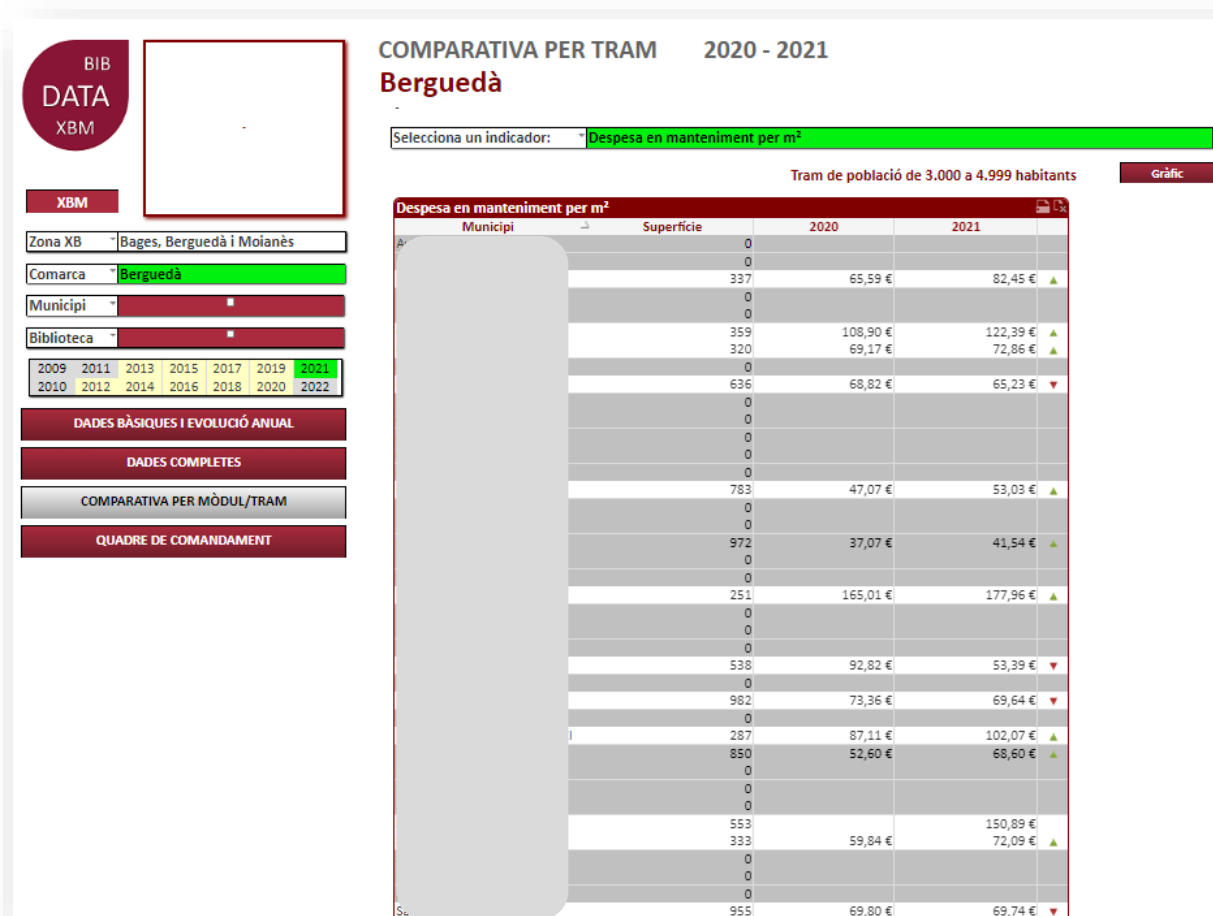 BIB
DATA
XBM
-
XBM
Zona XB Bages, Berguedà i Moianès
Comarca Berguedà
Municipi
Biblioteca
2009 2011 2013 2015 2017 2019 2021
2010 2012 2014 2016 2018 2020 2022
DADES BÀSIQUES I EVOLUCIÓ ANUAL
DADES COMPLETES
COMPARATIVA PER MÒDUL/TRAM
QUADRE DE COMANDAMENT
COMPARATIVA PER TRAM 2020 - 2021
Berguedà
-
Selecciona un indicador: Despesa en manteniment per m²
Tram de població de 3.000 a 4.999 habitants Gràfic
Despesa en manteniment per m²
Municipi Superfície 2020 2021
0
0
337 65,59 € 82,45 €
0
0
359 108,90 € 122,39 €
320 69,17 € 72,86 €
0
636 68,82 € 65,23 €
0
0
0
0
0
783 47,07 € 53,03 €
0
0
972 37,07 € 41,54 €
0
0
251 165,01 € 177,96 €
0
0
0
538 92,82 € 53,39 €
0
982 73,36 € 69,64 €
0
287 87,11 € 102,07 €
850 52,60 € 68,60 €
0
0
0
553 150,89 €
333 59,84 € 72,09 €
0
0
0
955 69,80 € 69,74 €